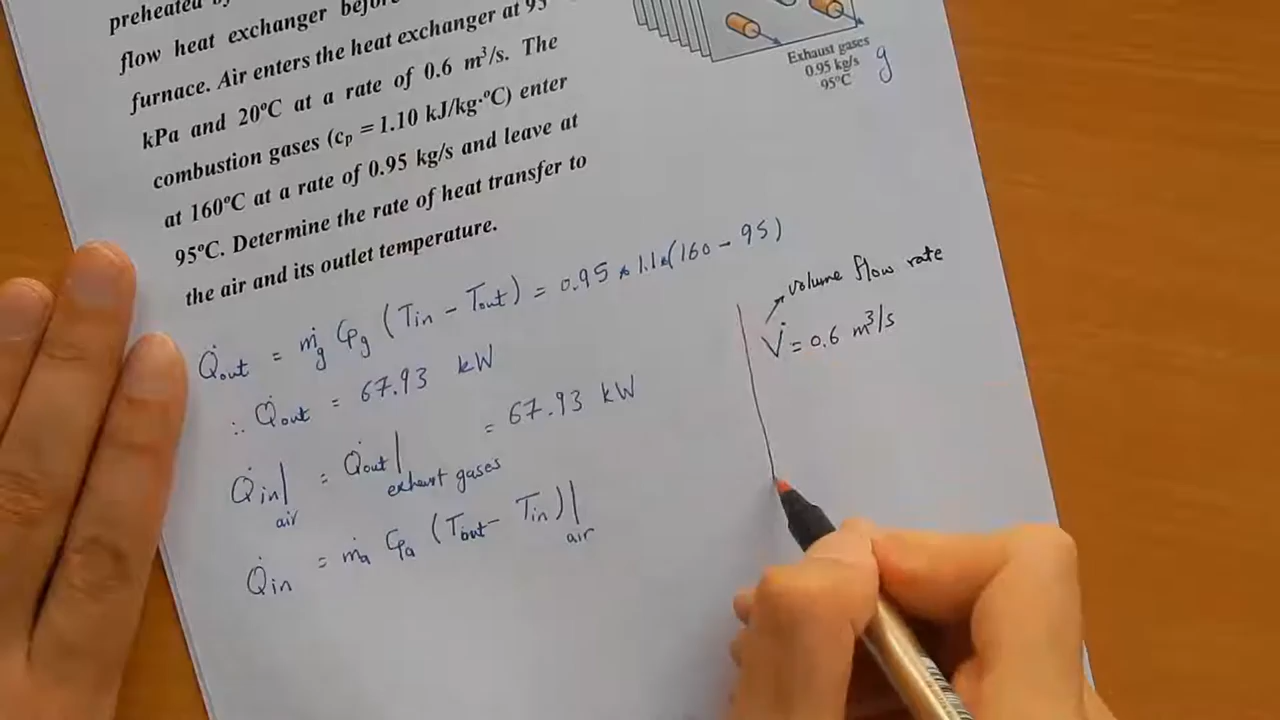 preheated
flow heat exchanger before
furnace. Air enters the heat exchanger at 95
kPa and 20°C at a rate of 0.6 m³/s. The
combustion gases (cp = 1.10 kJ/kg·°C) enter
at 160°C at a rate of 0.95 kg/s and leave at
95°C. Determine the rate of heat transfer to
the air and its outlet temperature.
Exhaust gases
0.95 kg/s
95°C
g
Q̇out = ṁg Cpg (Tin - Tout) = 0.95 * 1.1 * (160 - 95)
∴ Q̇out = 67.93 kW
Q̇in|air = Q̇out|exhaust gases = 67.93 kW
Q̇in = ṁa Cpa (Tout - Tin)|air
volume flow rate
V̇ = 0.6 m³/s